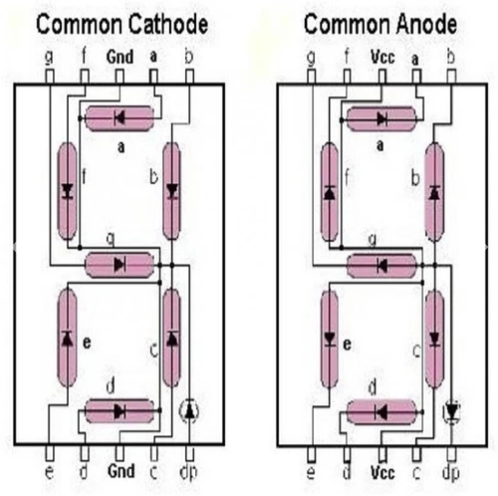 Common Cathode Common Anode
g f Gnd a b g f Vcc a b
a a
f b f b
g g
e c e c
d d
e d Gnd c dp e d Vcc c dp